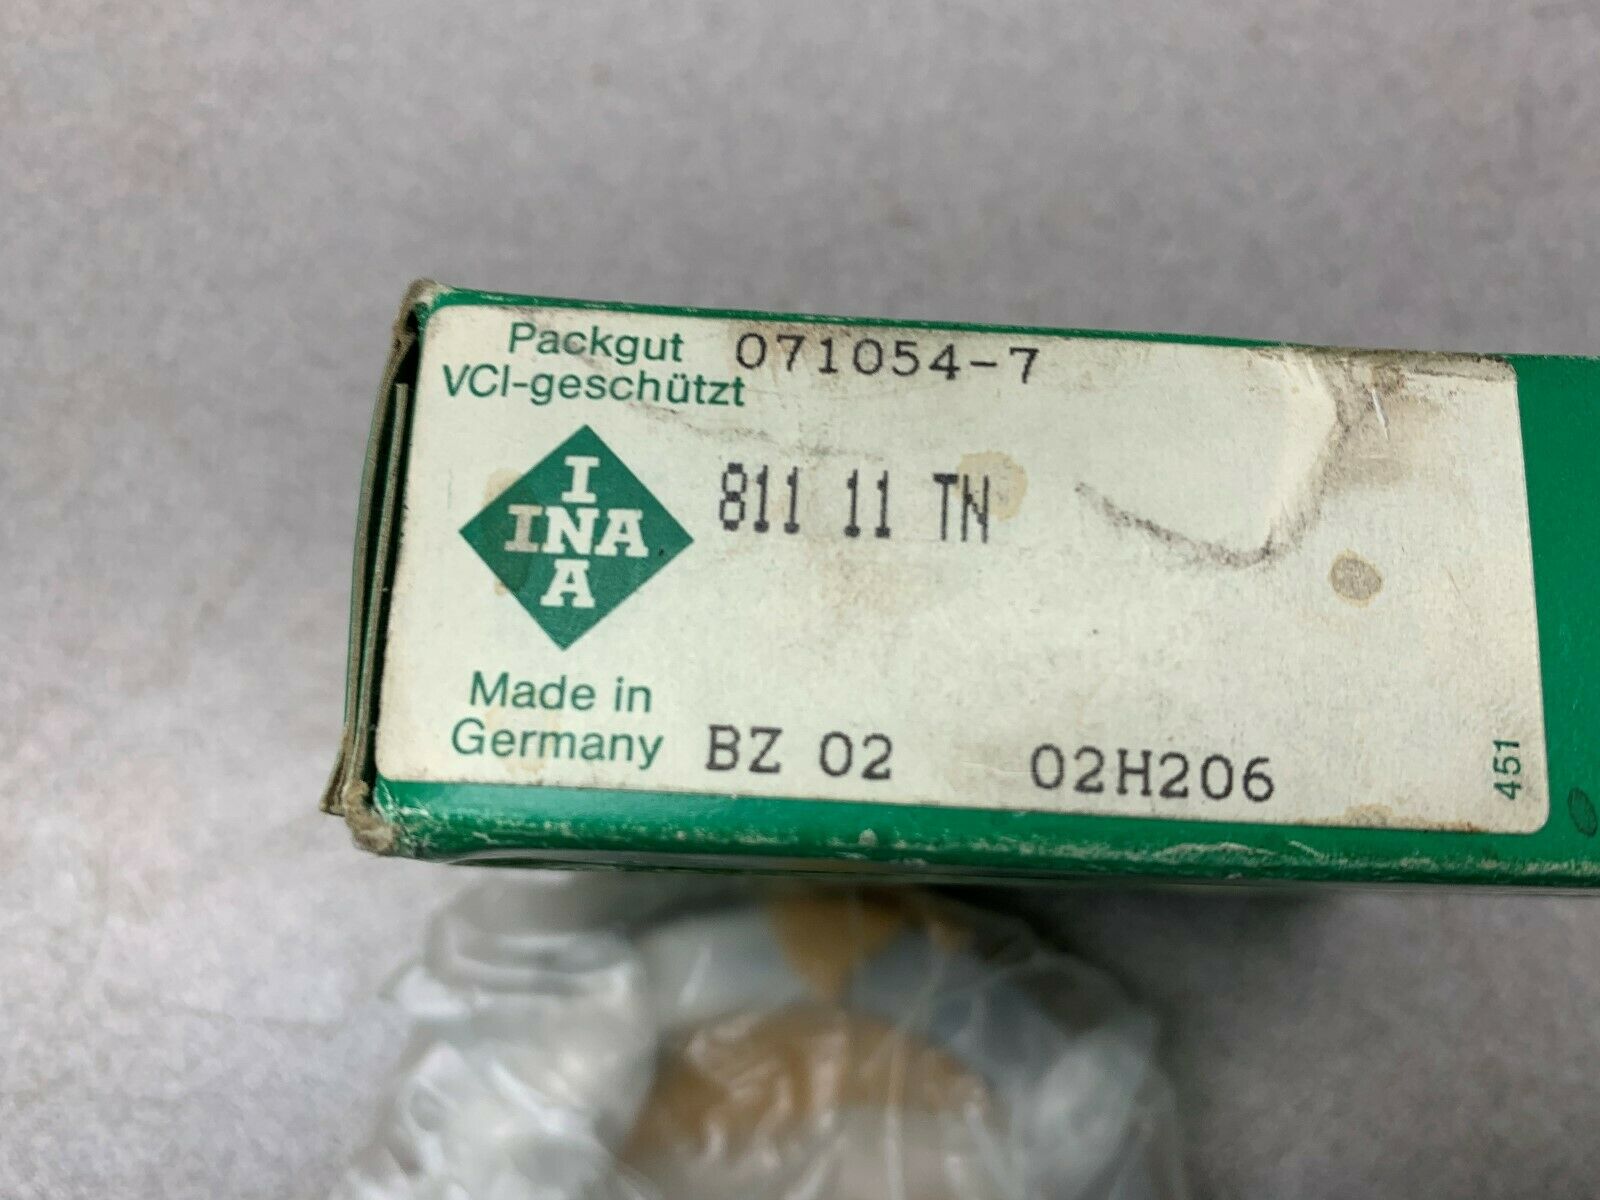 Packgut 071054-7
VCI-geschützt
I
INA
A
811 11 TN
Made in
Germany BZ 02 02H206
451